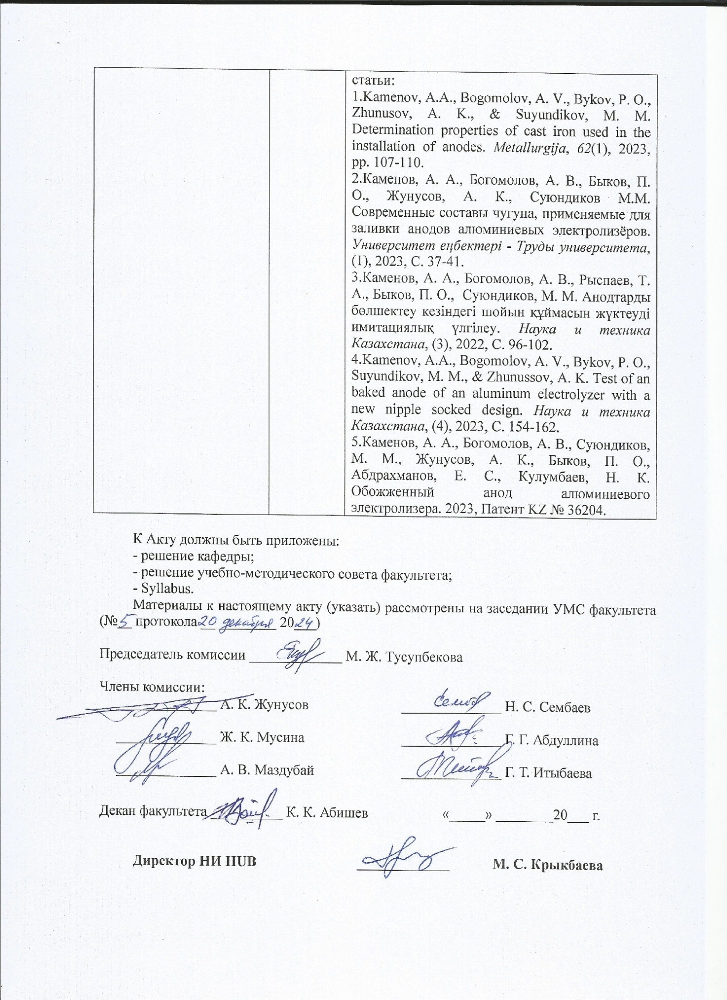 статьи:
1.Kamenov, A.A., Bogomolov, A. V., Bykov, P. O.,
Zhunusov, A. K., & Suyundikov, M. M.
Determination properties of cast iron used in the
installation of anodes. Metallurgija, 62(1), 2023,
pp. 107-110.
2.Каменов, А. А., Богомолов, А. В., Быков, П.
О., Жунусов, А. К., Суюндиков М.М.
Современные составы чугуна, применяемые для
заливки анодов алюминиевых электролизёров.
Университет еңбектері - Труды университета,
(1), 2023, С. 37-41.
3.Каменов, А. А., Богомолов, А. В., Рыспаев, Т.
А., Быков, П. О., Суюндиков, М. М. Анодтарды
бөлшектеу кезіндегі шойын құймасын жүктеуді
имитациялық үлгілеу. Наука и техника
Казахстана, (3), 2022, С. 96-102.
4.Kamenov, A.A., Bogomolov, A. V., Bykov, P. O.,
Suyundikov, M. M., & Zhunussov, A. K. Test of an
baked anode of an aluminum electrolyzer with a
new nipple socked design. Наука и техника
Казахстана, (4), 2023, С. 154-162.
5.Каменов, А. А., Богомолов, А. В., Суюндиков,
М. М., Жунусов, А. К., Быков, П. О.,
Абдрахманов, Е. С., Кулумбаев, Н. К.
Обожженный анод алюминиевого
электролизера. 2023, Патент KZ № 36204.
К Акту должны быть приложены:
- решение кафедры;
- решение учебно-методического совета факультета;
- Syllabus.
Материалы к настоящему акту (указать) рассмотрены на заседании УМС факультета
(№ 5 протокола 20 декабря 2024)
Председатель комиссии ____________ М. Ж. Тусупбекова
Члены комиссии:
А. К. Жунусов ______________ Н. С. Сембаев
______________ Ж. К. Мусина ______________ Г. Г. Абдуллина
______________ А. В. Маздубай ______________ Г. Т. Итыбаева
Декан факультета __________ К. К. Абишев «_____» ________20___ г.
Директор НИ HUB _____________ М. С. Крыкбаева